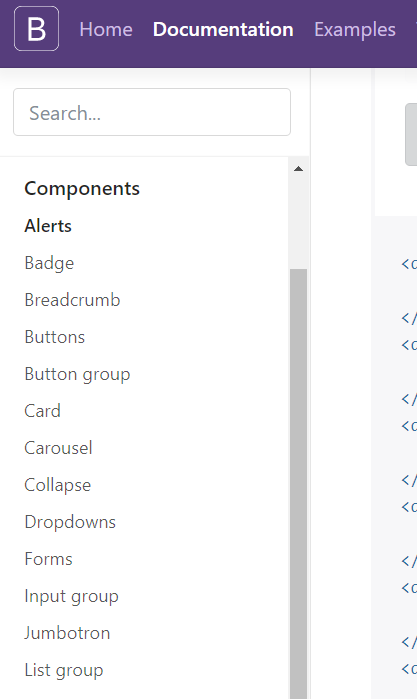 B Home Documentation Examples
Search...
Components
Alerts
Badge
Breadcrumb
Buttons
Button group
Card
Carousel
Collapse
Dropdowns
Forms
Input group
Jumbotron
List group